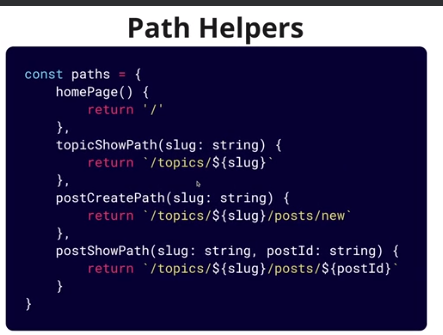 Path Helpers
const paths = {
    homePage() {
        return '/'
    },
    topicShowPath(slug: string) {
        return `/topics/${slug}`
    },
    postCreatePath(slug: string) {
        return `/topics/${slug}/posts/new`
    },
    postShowPath(slug: string, postId: string) {
        return `/topics/${slug}/posts/${postId}`
    }
}